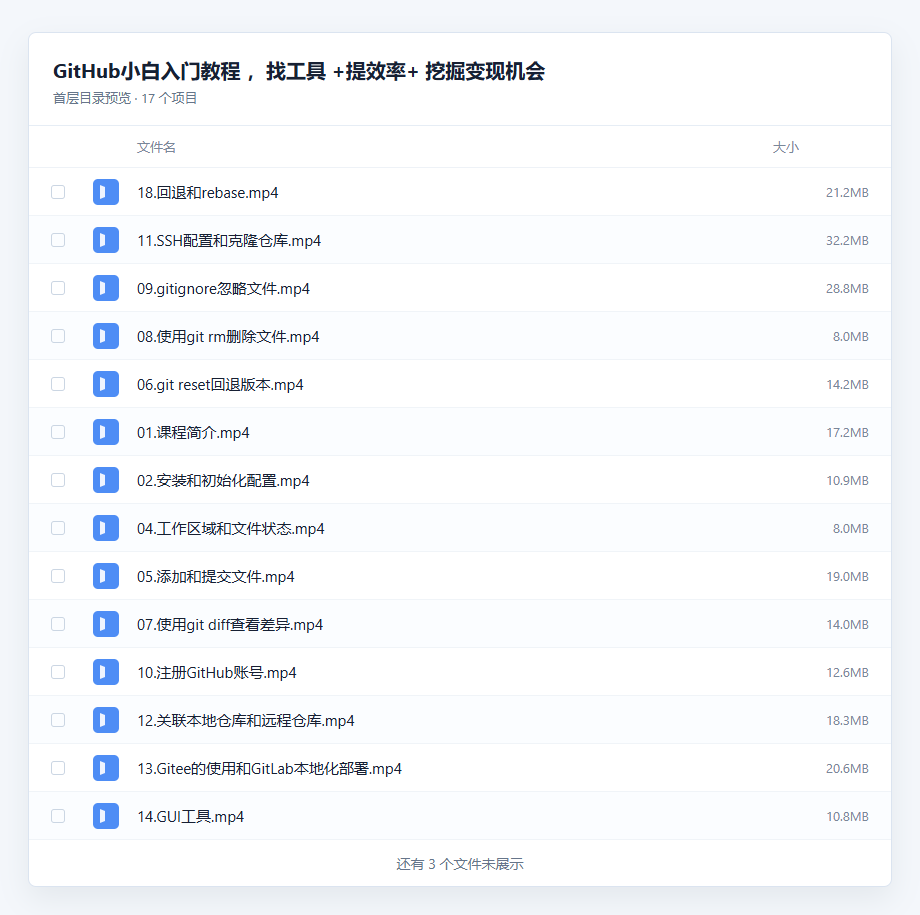 GitHub小白入门教程 ，找工具 +提效率+ 挖掘变现机会
首层目录预览 · 17 个项目
文件名 大小
18.回退和rebase.mp4 21.2MB
11.SSH配置和克隆仓库.mp4 32.2MB
09.gitignore忽略文件.mp4 28.8MB
08.使用git rm删除文件.mp4 8.0MB
06.git reset回退版本.mp4 14.2MB
01.课程简介.mp4 17.2MB
02.安装和初始化配置.mp4 10.9MB
04.工作区域和文件状态.mp4 8.0MB
05.添加和提交文件.mp4 19.0MB
07.使用git diff查看差异.mp4 14.0MB
10.注册GitHub账号.mp4 12.6MB
12.关联本地仓库和远程仓库.mp4 18.3MB
13.Gitee的使用和GitLab本地化部署.mp4 20.6MB
14.GUI工具.mp4 10.8MB
还有 3 个文件未展示